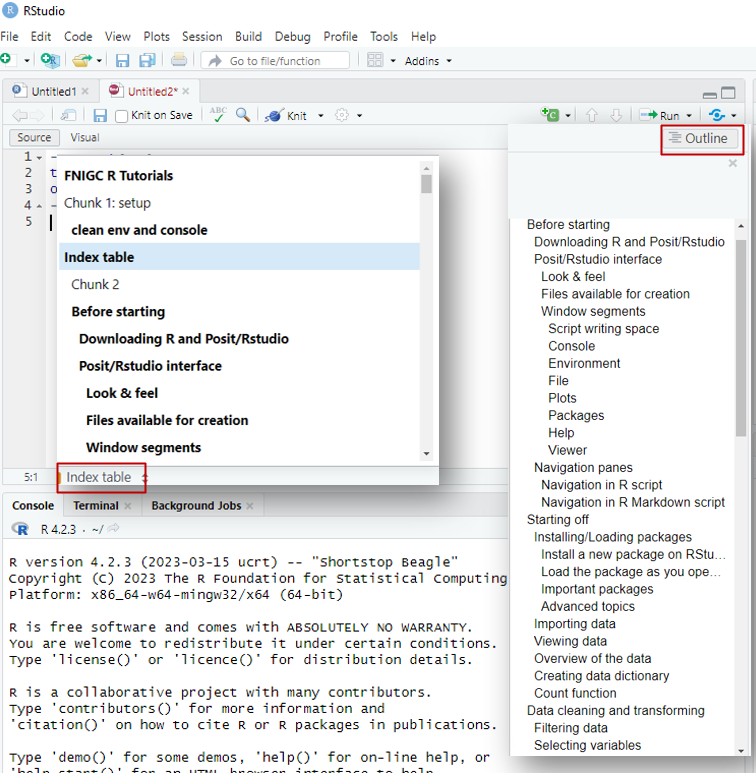 RStudio
File Edit Code View Plots Session Build Debug Profile Tools Help
Go to file/function
Addins
Untitled1 Untitled2*
Knit on Save ABC Knit C Run
Source Visual
Outline
1 -
2 t
3 o
4 -
5
FNIGC R Tutorials
Chunk 1: setup
clean env and console
Index table
Chunk 2
Before starting
Downloading R and Posit/Rstudio
Posit/Rstudio interface
Look & feel
Files available for creation
Window segments
5:1 Index table
Before starting
Downloading R and Posit/Rstudio
Posit/Rstudio interface
Look & feel
Files available for creation
Window segments
Script writing space
Console
Environment
File
Plots
Packages
Help
Viewer
Navigation panes
Navigation in R script
Navigation in R Markdown script
Starting off
Installing/Loading packages
Install a new package on RStu...
Load the package as you ope...
Important packages
Advanced topics
Importing data
Viewing data
Overview of the data
Creating data dictionary
Count function
Data cleaning and transforming
Filtering data
Selecting variables
Console Terminal Background Jobs
R 4.2.3 · ~/
R version 4.2.3 (2023-03-15 ucrt) -- "Shortstop Beagle"
Copyright (C) 2023 The R Foundation for Statistical Computing
Platform: x86_64-w64-mingw32/x64 (64-bit)
R is free software and comes with ABSOLUTELY NO WARRANTY.
You are welcome to redistribute it under certain conditions.
Type 'license()' or 'licence()' for distribution details.
R is a collaborative project with many contributors.
Type 'contributors()' for more information and
'citation()' on how to cite R or R packages in publications.
Type 'demo()' for some demos, 'help()' for on-line help, or
'help.start()' for an HTML browser interface to help.